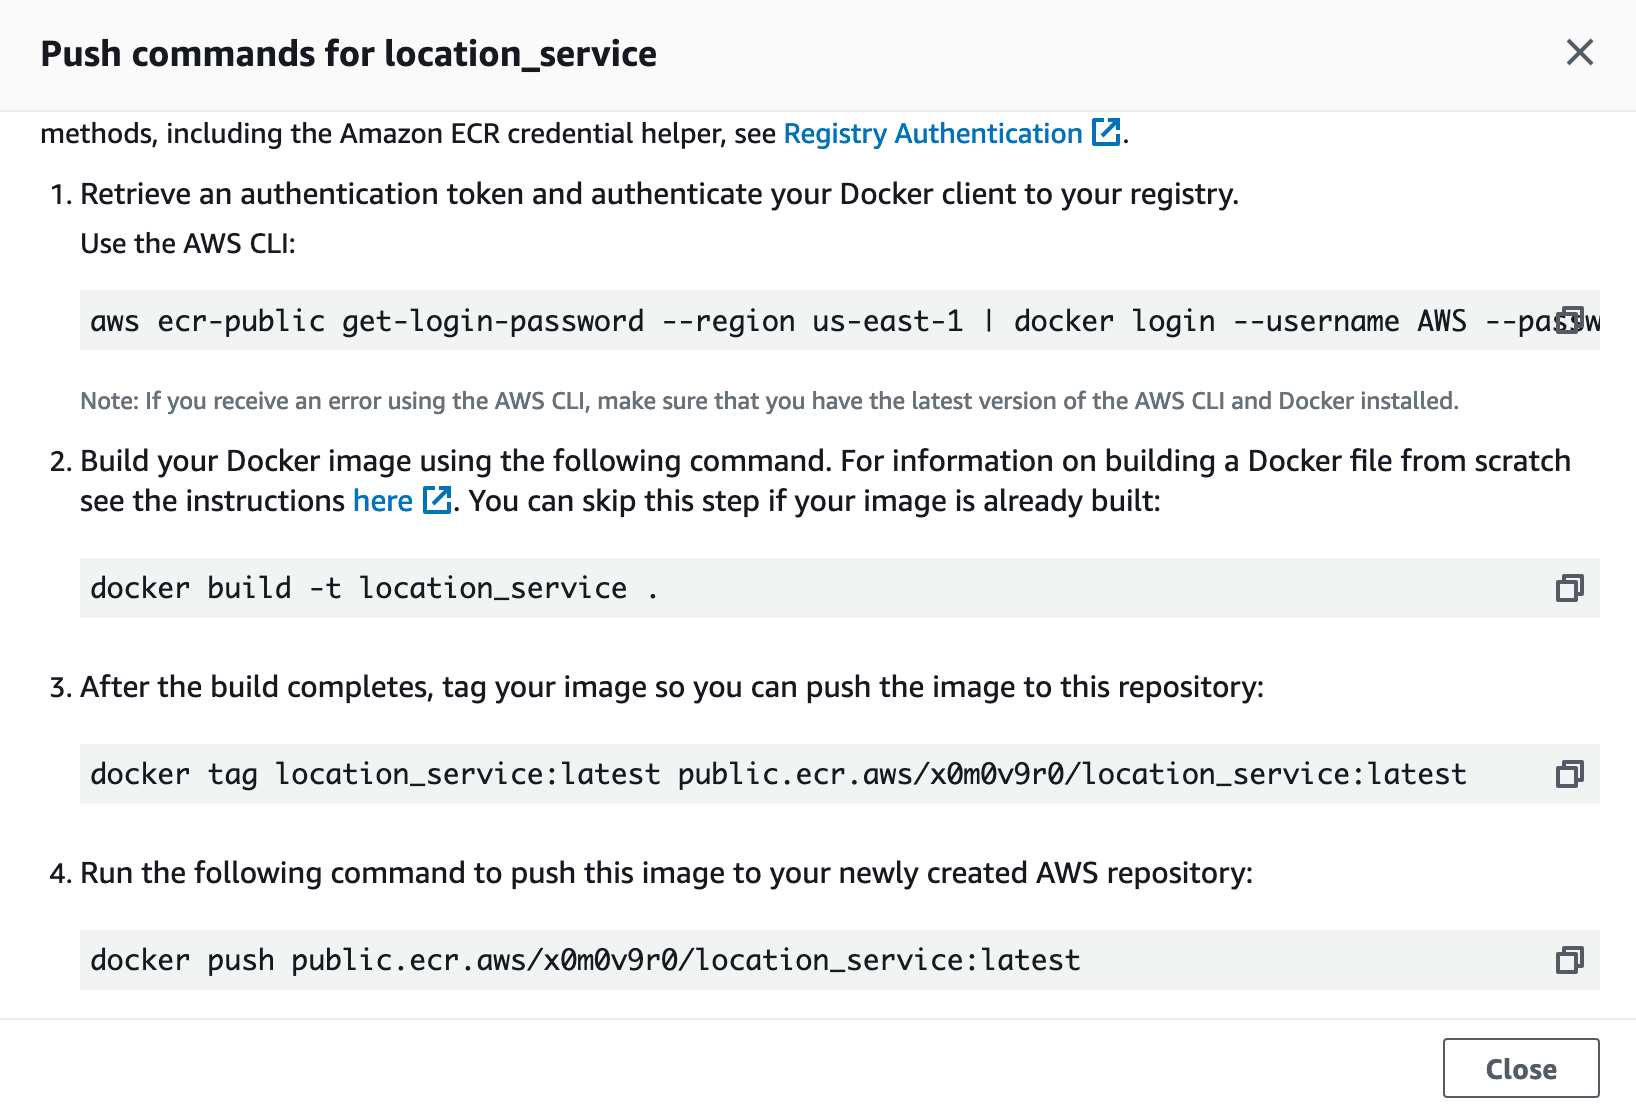 Push commands for location_service
methods, including the Amazon ECR credential helper, see Registry Authentication.
1. Retrieve an authentication token and authenticate your Docker client to your registry.
Use the AWS CLI:
aws ecr-public get-login-password --region us-east-1 | docker login --username AWS --passw
Note: If you receive an error using the AWS CLI, make sure that you have the latest version of the AWS CLI and Docker installed.
2. Build your Docker image using the following command. For information on building a Docker file from scratch
see the instructions here. You can skip this step if your image is already built:
docker build -t location_service .
3. After the build completes, tag your image so you can push the image to this repository:
docker tag location_service:latest public.ecr.aws/x0m0v9r0/location_service:latest
4. Run the following command to push this image to your newly created AWS repository:
docker push public.ecr.aws/x0m0v9r0/location_service:latest
Close